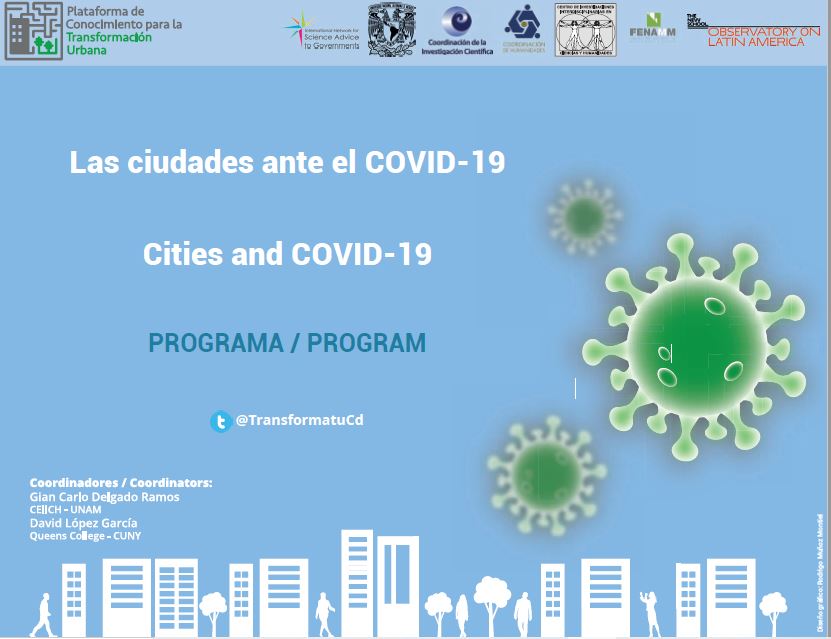 Plataforma de
Conocimiento para la
Transformación
Urbana
International Network for
Science Advice
to Governments
Coordinación de la
Investigación Científica
COORDINACIÓN
DE HUMANIDADES
CENTRO DE INVESTIGACIONES
INTERDISCIPLINARIAS EN
CIENCIAS Y HUMANIDADES
FENAMM
THE
NEW
SCHOOL
OBSERVATORY ON
LATIN AMERICA
Las ciudades ante el COVID-19
Cities and COVID-19
PROGRAMA / PROGRAM
@TransformatuCd
Coordinadores / Coordinators:
Gian Carlo Delgado Ramos
CEIICH - UNAM
David López García
Queens College - CUNY
Diseño gráfico: Rodrigo Muñoz Montiel